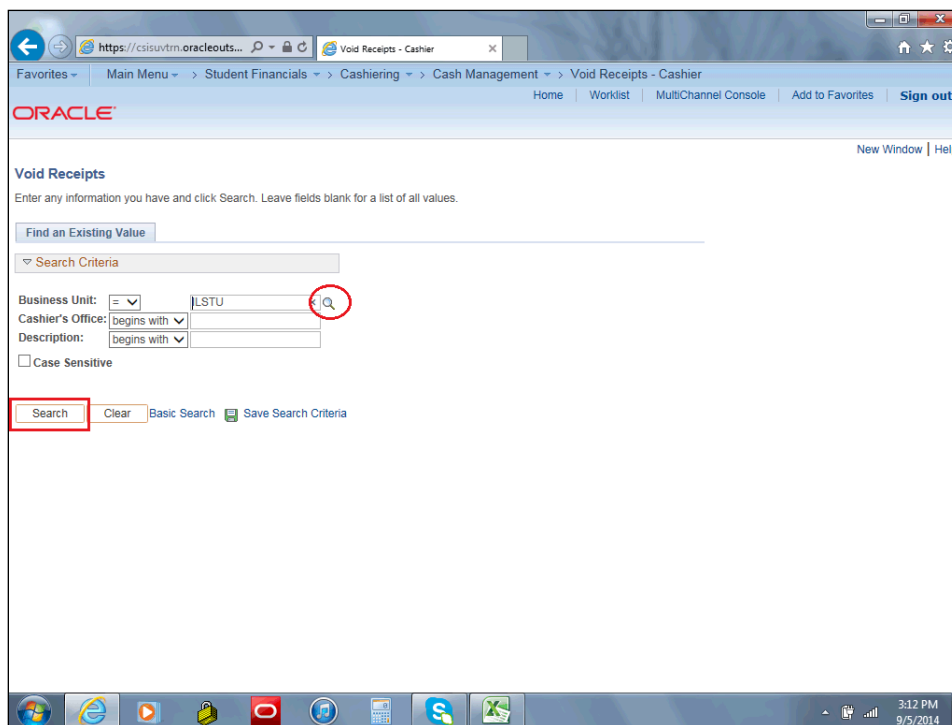 https://csisuvtrn.oracleouts... Void Receipts - Cashier
Favorites Main Menu > Student Financials > Cashiering > Cash Management > Void Receipts - Cashier
Home Worklist MultiChannel Console Add to Favorites Sign out
ORACLE
New Window | Hel
Void Receipts
Enter any information you have and click Search. Leave fields blank for a list of all values.
Find an Existing Value
Search Criteria
Business Unit: = ILSTU
Cashier's Office: begins with
Description: begins with
Case Sensitive
Search Clear Basic Search Save Search Criteria
3:12 PM
9/5/2014